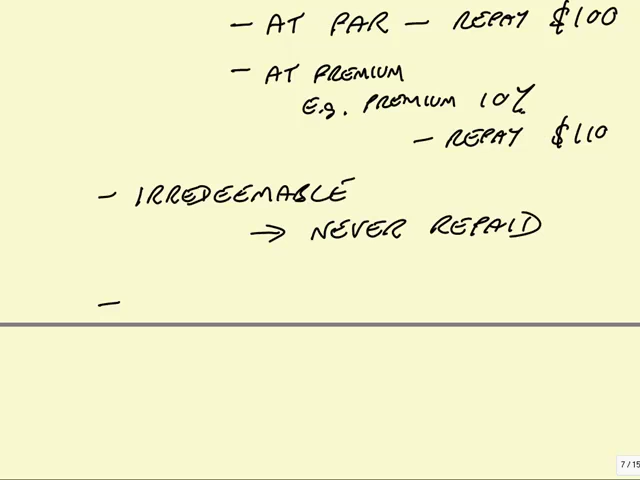 - AT PAR - REPAY $100
- AT PREMIUM
E.g. PREMIUM 10%
- REPAY $110
- IRREDEEMABLE
→ NEVER REPAID
-
7 / 15